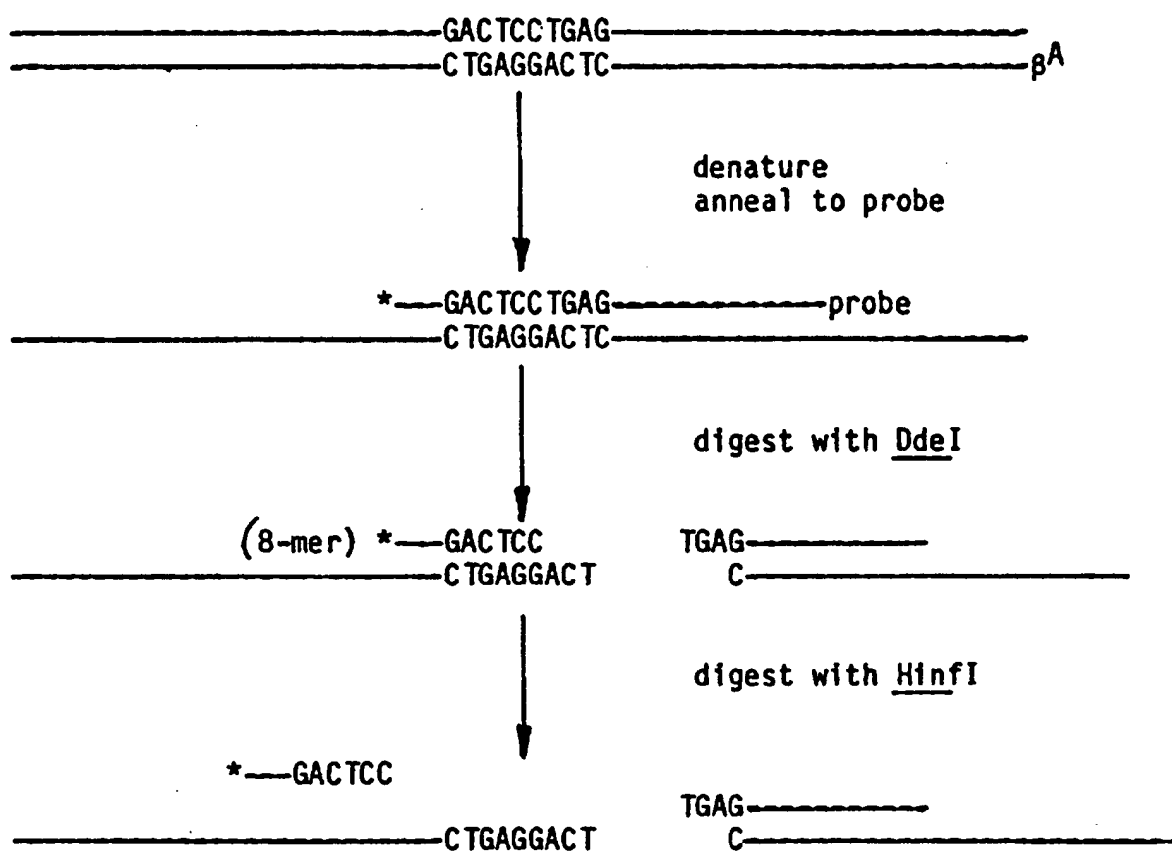 GACTCCTGAG
CTGAGGACTC βA
denature
anneal to probe
* GACTCCTGAG probe
CTGAGGACTC
digest with DdeI
(8-mer) * GACTCC TGAG
CTGAGGACT C
digest with HinfI
* GACTCC
TGAG
CTGAGGACT C